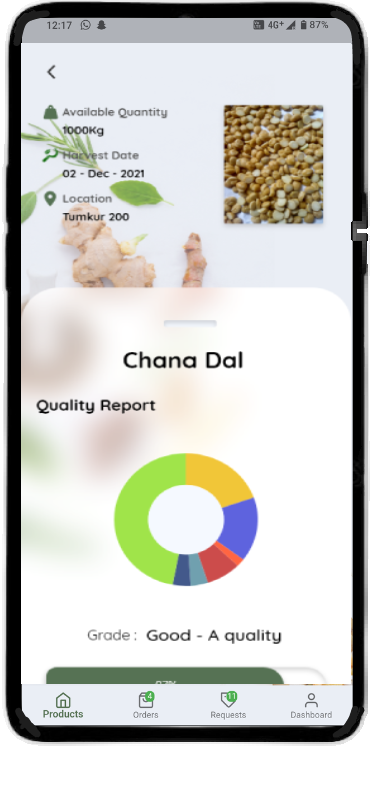 12:17 4G+ 87%
Available Quantity
1000Kg
Harvest Date
02 - Dec - 2021
Location
Tumkur 200
Chana Dal
Quality Report
Grade : Good - A quality
4 11
Products Orders Requests Dashboard